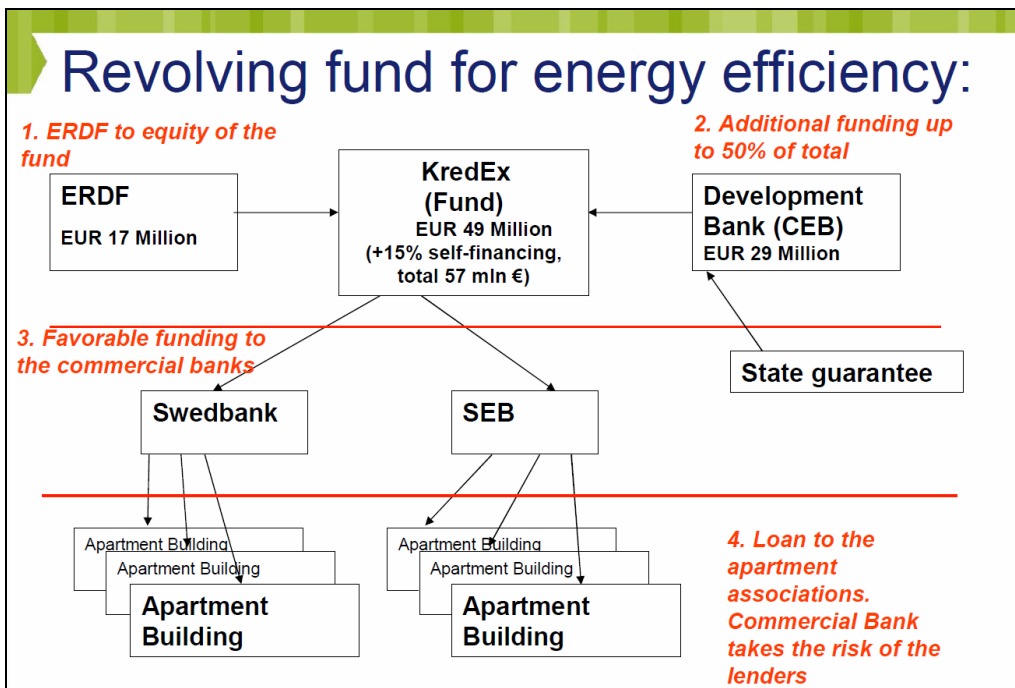 Revolving fund for energy efficiency:
1. ERDF to equity of the
fund
2. Additional funding up
to 50% of total
ERDF
EUR 17 Million
KredEx
(Fund)
EUR 49 Million
(+15% self-financing,
total 57 mln €)
Development
Bank (CEB)
EUR 29 Million
3. Favorable funding to
the commercial banks
State guarantee
Swedbank
SEB
Apartment Building
Apartment Building
Apartment
Building
Apartment Building
Apartment Building
Apartment
Building
4. Loan to the
apartment
associations.
Commercial Bank
takes the risk of the
lenders